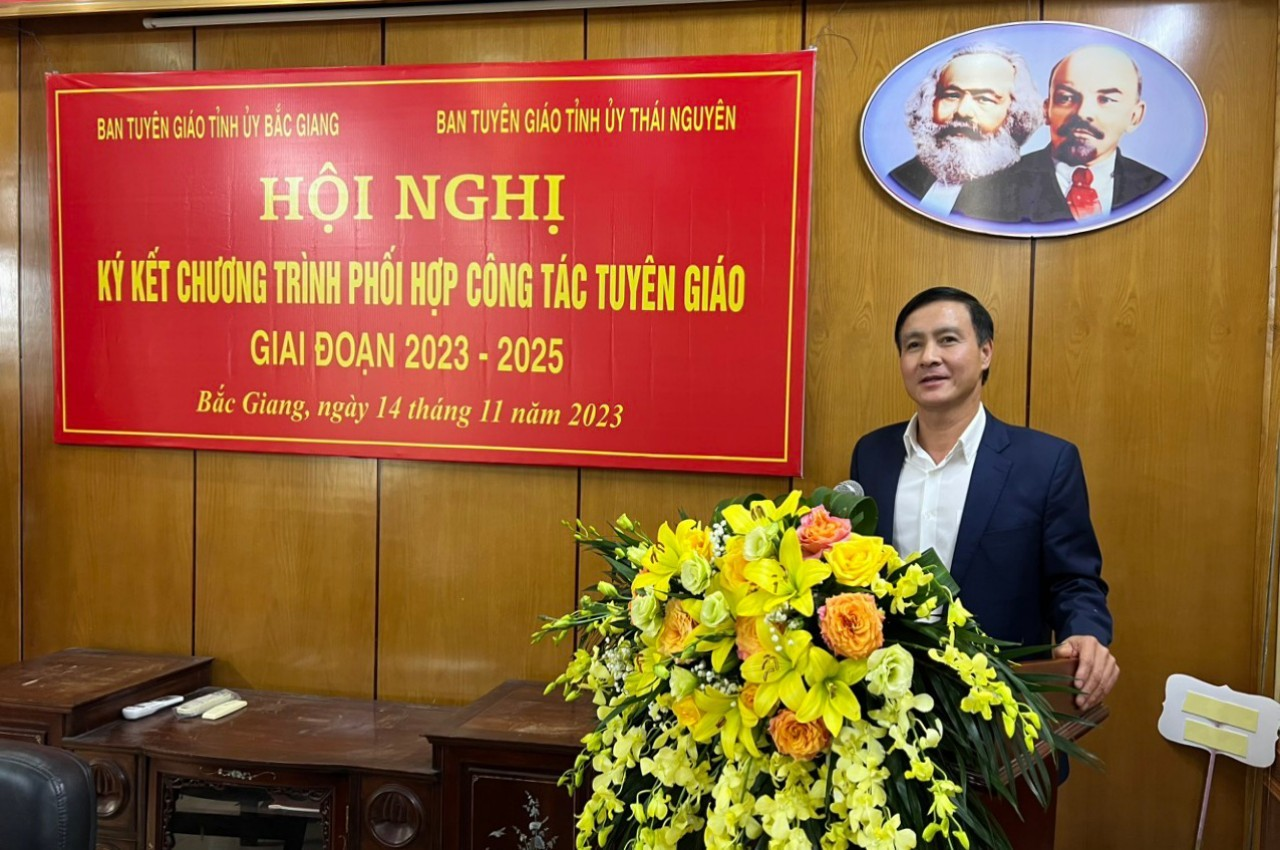 BAN TUYÊN GIÁO TỈNH ỦY BẮC GIANG
BAN TUYÊN GIÁO TỈNH ỦY THÁI NGUYÊN
HỘI NGHỊ
KÝ KẾT CHƯƠNG TRÌNH PHỐI HỢP CÔNG TÁC TUYÊN GIÁO
GIAI ĐOẠN 2023 - 2025
Bắc Giang, ngày 14 tháng 11 năm 2023